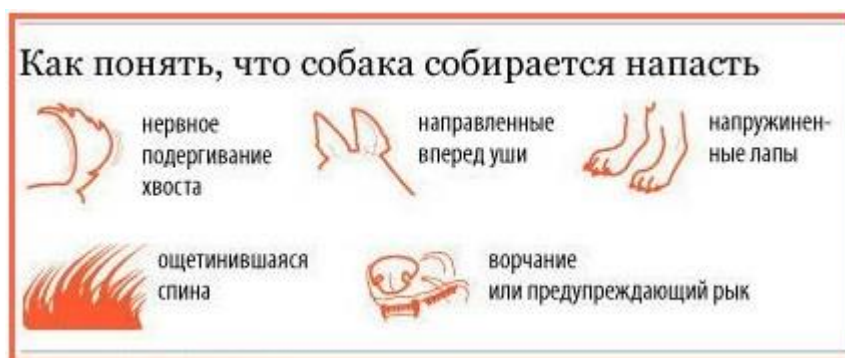 Как понять, что собака собирается напасть
нервное
подергивание
хвоста
направленные
вперед уши
напружинен-
ные лапы
ощетинившаяся
спина
ворчание
или предупреждающий рык